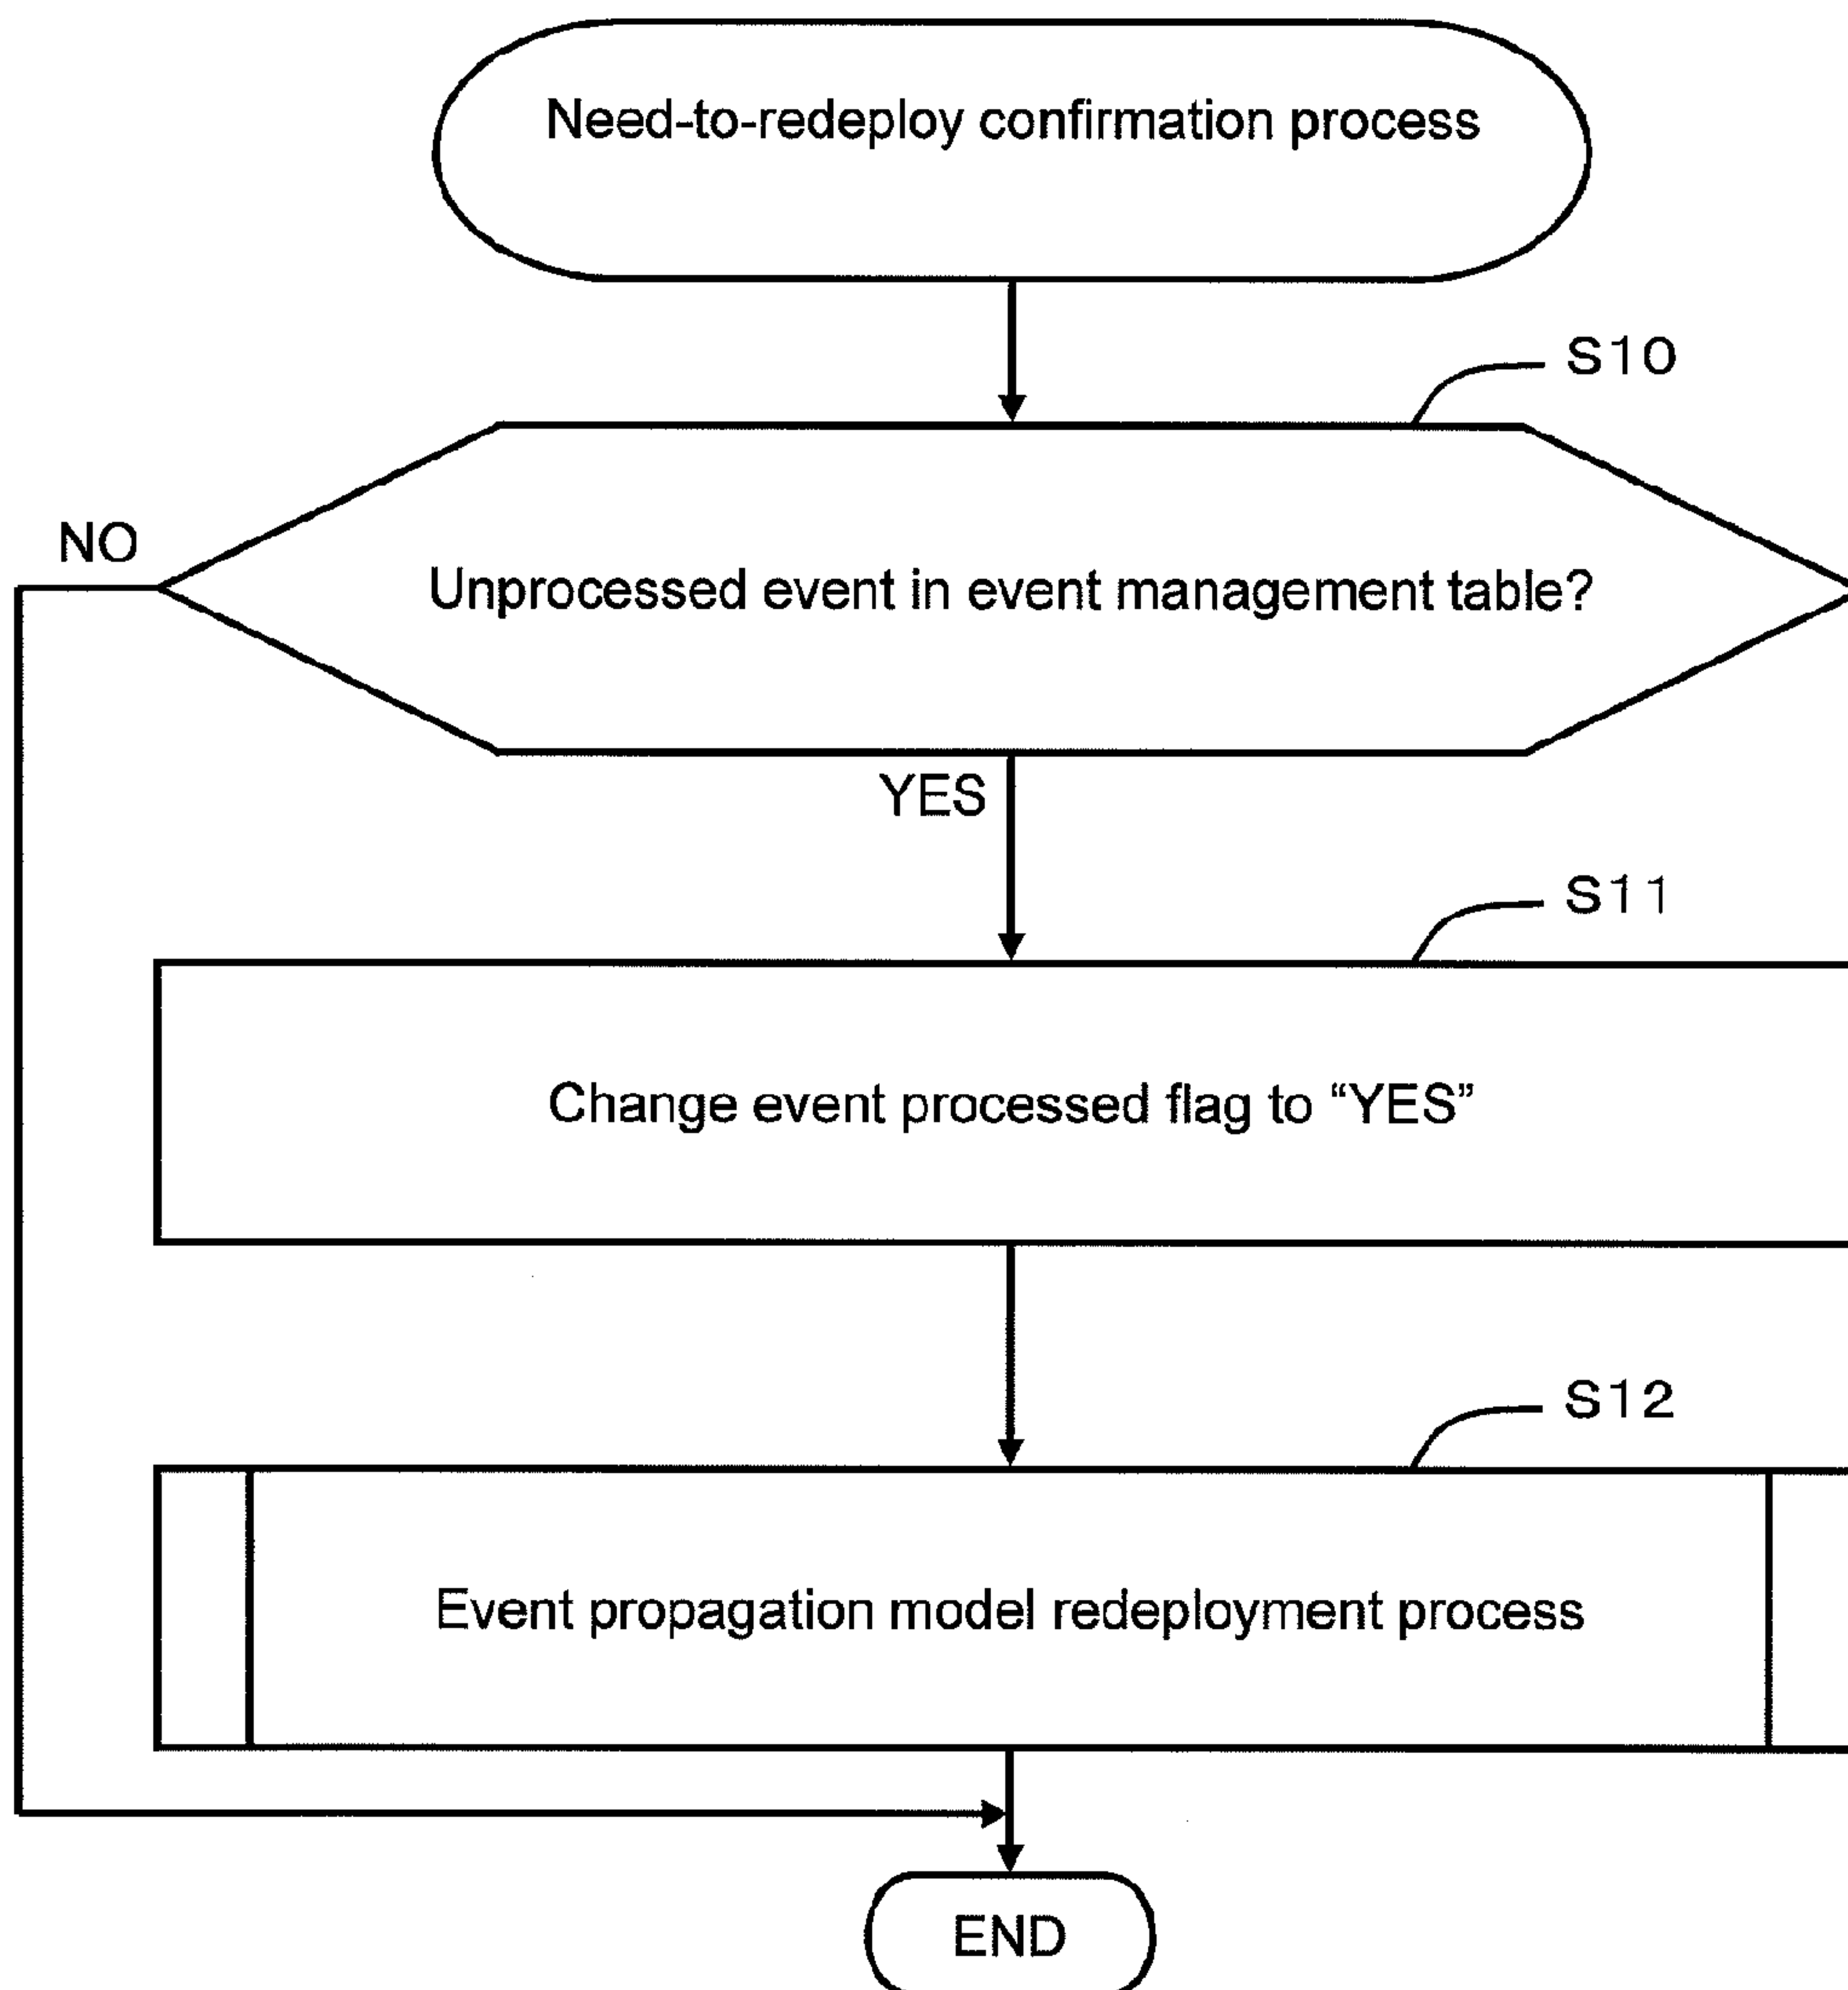 Need-to-redeploy confirmation process
S10
NO
Unprocessed event in event management table?
YES
S11
Change event processed flag to “YES”
S12
Event propagation model redeployment process
END